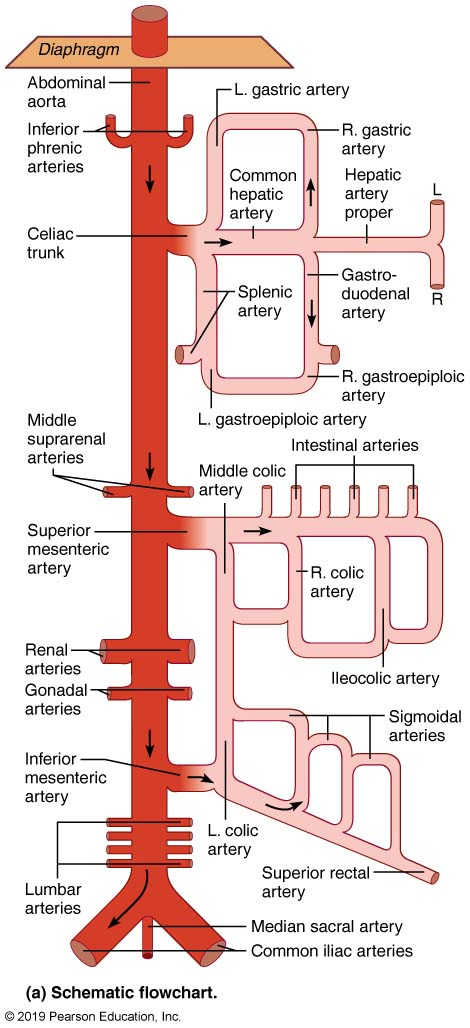 Diaphragm
Abdominal
aorta
L. gastric artery
Inferior
phrenic
arteries
R. gastric
artery
Common
hepatic
artery
Hepatic
artery
proper
L
Celiac
trunk
Splenic
artery
Gastro-
duodenal
artery
R
R. gastroepiploic
artery
L. gastroepiploic artery
Middle
suprarenal
arteries
Middle colic
artery
Intestinal arteries
Superior
mesenteric
artery
R. colic
artery
Renal
arteries
Ileocolic artery
Gonadal
arteries
Sigmoidal
arteries
Inferior
mesenteric
artery
L. colic
artery
Superior rectal
artery
Lumbar
arteries
Median sacral artery
Common iliac arteries
(a) Schematic flowchart.
© 2019 Pearson Education, Inc.